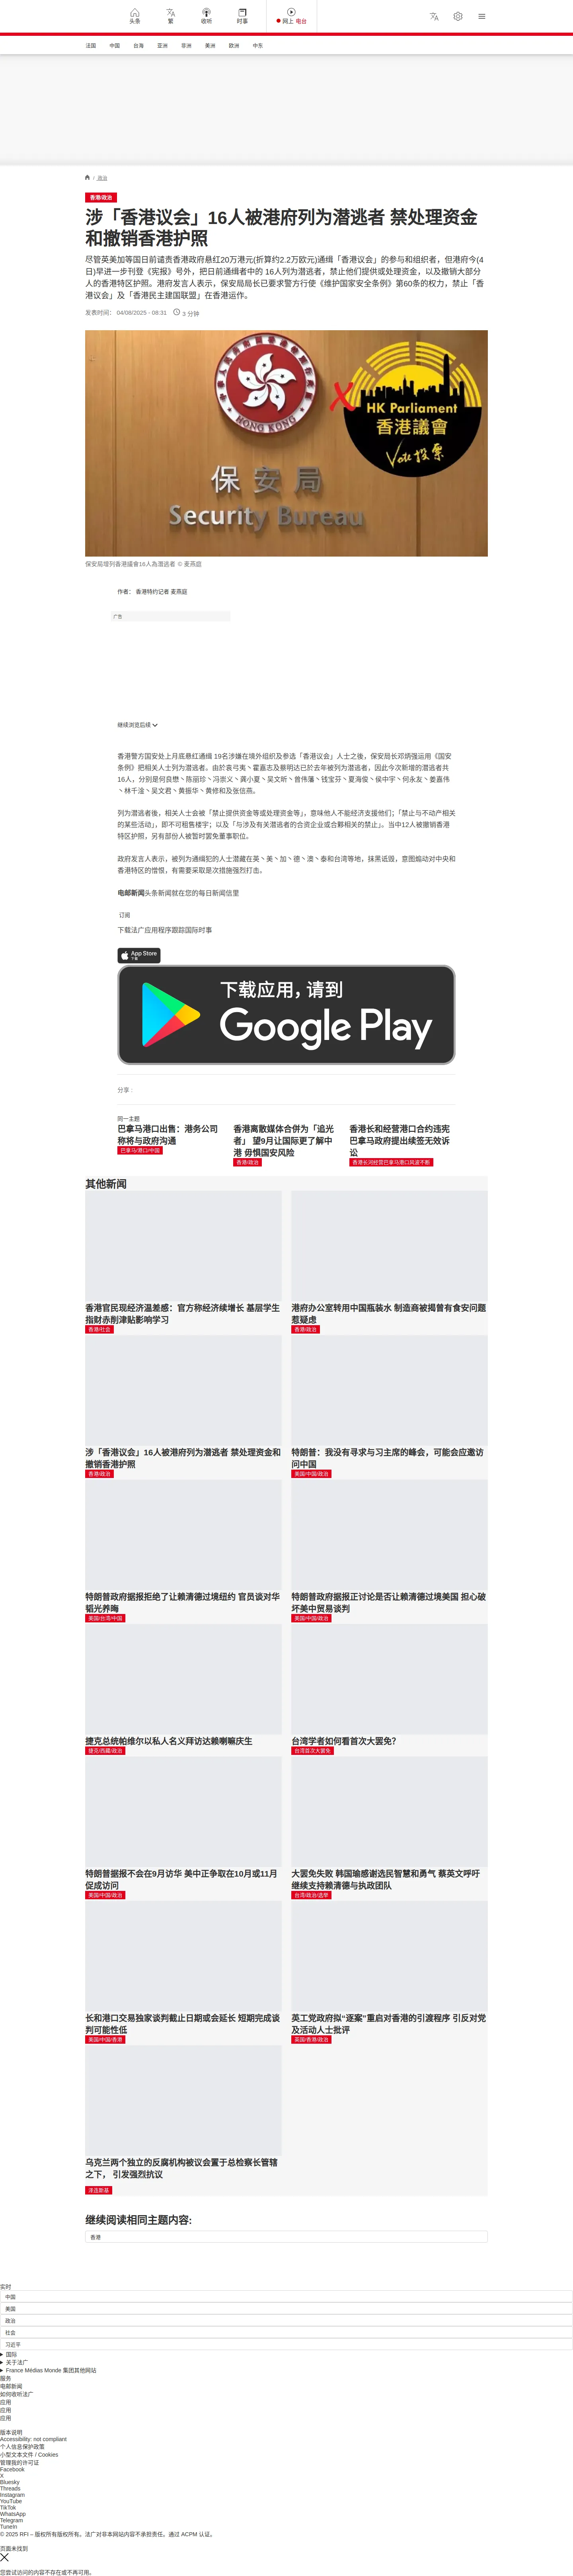 头条
繁
收听
时事
网上 电台
法国
中国
台海
亚洲
非洲
美洲
欧洲
中东
/ 政治
香港/政治
涉「香港议会」16人被港府列为潜逃者 禁处理资金
和撤销香港护照
尽管英美加等国日前谴责香港政府悬红20万港元(折算约2.2万欧元)通缉「香港议会」的参与和组织者，但港府今(4
日)早进一步刊登《宪报》号外，把日前通缉者中的 16人列为潜逃者，禁止他们提供或处理资金，以及撤销大部分
人的香港特区护照。港府发言人表示，保安局局长已要求警方行使《维护国家安全条例》第60条的权力，禁止「香
港议会」及「香港民主建国联盟」在香港运作。
发表时间： 04/08/2025 - 08:31
3 分钟
HK Parliament
香港議會
Vote 投票
保安局
Security Bureau
保安局增列香港議會16人為潛逃者 © 麦燕庭
作者： 香港特约记者 麦燕庭
广告
继续浏览后续
香港警方国安处上月底悬红通缉 19名涉嫌在境外组织及参选「香港议会」人士之後，保安局长邓炳强运用《国安
条例》把相关人士列为潜逃者。由於袁弓夷丶霍嘉志及蔡明达已於去年被列为潜逃者，因此今次新增的潜逃者共
16人，分别是何良懋丶陈丽珍丶冯崇义丶龚小夏丶吴文昕丶曾伟藩丶钱宝芬丶夏海俊丶侯中宇丶何永友丶姜嘉伟
丶林千淦丶吴文君丶黄振华丶黄修和及张信燕。
列为潜逃者後，相关人士会被「禁止提供资金等或处理资金等」，意味他人不能经济支援他们；「禁止与不动产相关
的某些活动」，即不可租售楼宇；以及「与涉及有关潜逃者的合资企业或合夥相关的禁止」。当中12人被撤销香港
特区护照，另有部份人被暂时罢免董事职位。
政府发言人表示，被列为通缉犯的人士潜藏在英丶美丶加丶德丶澳丶泰和台湾等地，抹黑诋毁，意图煽动对中央和
香港特区的憎恨，有需要采取是次措施强烈打击。
电邮新闻头条新闻就在您的每日新闻信里
订阅
下载法广应用程序跟踪国际时事
App Store
下载
下载应用，请到
Google Play
分享 :
同一主题
巴拿马港口出售：港务公司
称将与政府沟通
巴拿马/港口/中国
香港离散媒体合併为「追光
者」 望9月让国际更了解中
港 毋惧国安风险
香港/政治
香港长和经营港口合约违宪
巴拿马政府提出续签无效诉
讼
香港长河经营巴拿马港口风波不断
其他新闻
香港官民现经济温差感：官方称经济续增长 基层学生
指财赤削津贴影响学习
香港/社会
港府办公室转用中国瓶装水 制造商被揭曾有食安问题
惹疑虑
香港/政治
涉「香港议会」16人被港府列为潜逃者 禁处理资金和
撤销香港护照
香港/政治
特朗普：我没有寻求与习主席的峰会，可能会应邀访
问中国
美国/中国/政治
特朗普政府据报拒绝了让赖清德过境纽约 官员谈对华
韬光养晦
美国/台湾/中国
特朗普政府据报正讨论是否让赖清德过境美国 担心破
坏美中贸易谈判
美国/中国/政治
捷克总统帕维尔以私人名义拜访达赖喇嘛庆生
捷克/西藏/政治
台湾学者如何看首次大罢免？
台湾首次大罢免
特朗普据报不会在9月访华 美中正争取在10月或11月
促成访问
美国/中国/政治
大罢免失败 韩国瑜感谢选民智慧和勇气 蔡英文呼吁
继续支持赖清德与执政团队
台湾/政治/选举
长和港口交易独家谈判截止日期或会延长 短期完成谈
判可能性低
美国/中国/香港
英工党政府拟“逐案”重启对香港的引渡程序 引反对党
及活动人士批评
英国/香港/政治
乌克兰两个独立的反腐机构被议会置于总检察长管辖
之下， 引发强烈抗议
泽连斯基
继续阅读相同主题内容:
香港
实时
中国
美国
政治
社会
习近平
国际
关于法广
France Médias Monde 集团其他网站
服务
电邮新闻
如何收听法广
应用
应用
应用
版本说明
Accessibility: not compliant
个人信息保护政策
小型文本文件 / Cookies
管理我的许可证
Facebook
X
Bluesky
Threads
Instagram
YouTube
TikTok
WhatsApp
Telegram
TuneIn
© 2025 RFI – 版权所有版权所有。法广对非本网站内容不承担责任。通过 ACPM 认证。
页面未找到
您尝试访问的内容不存在或不再可用。